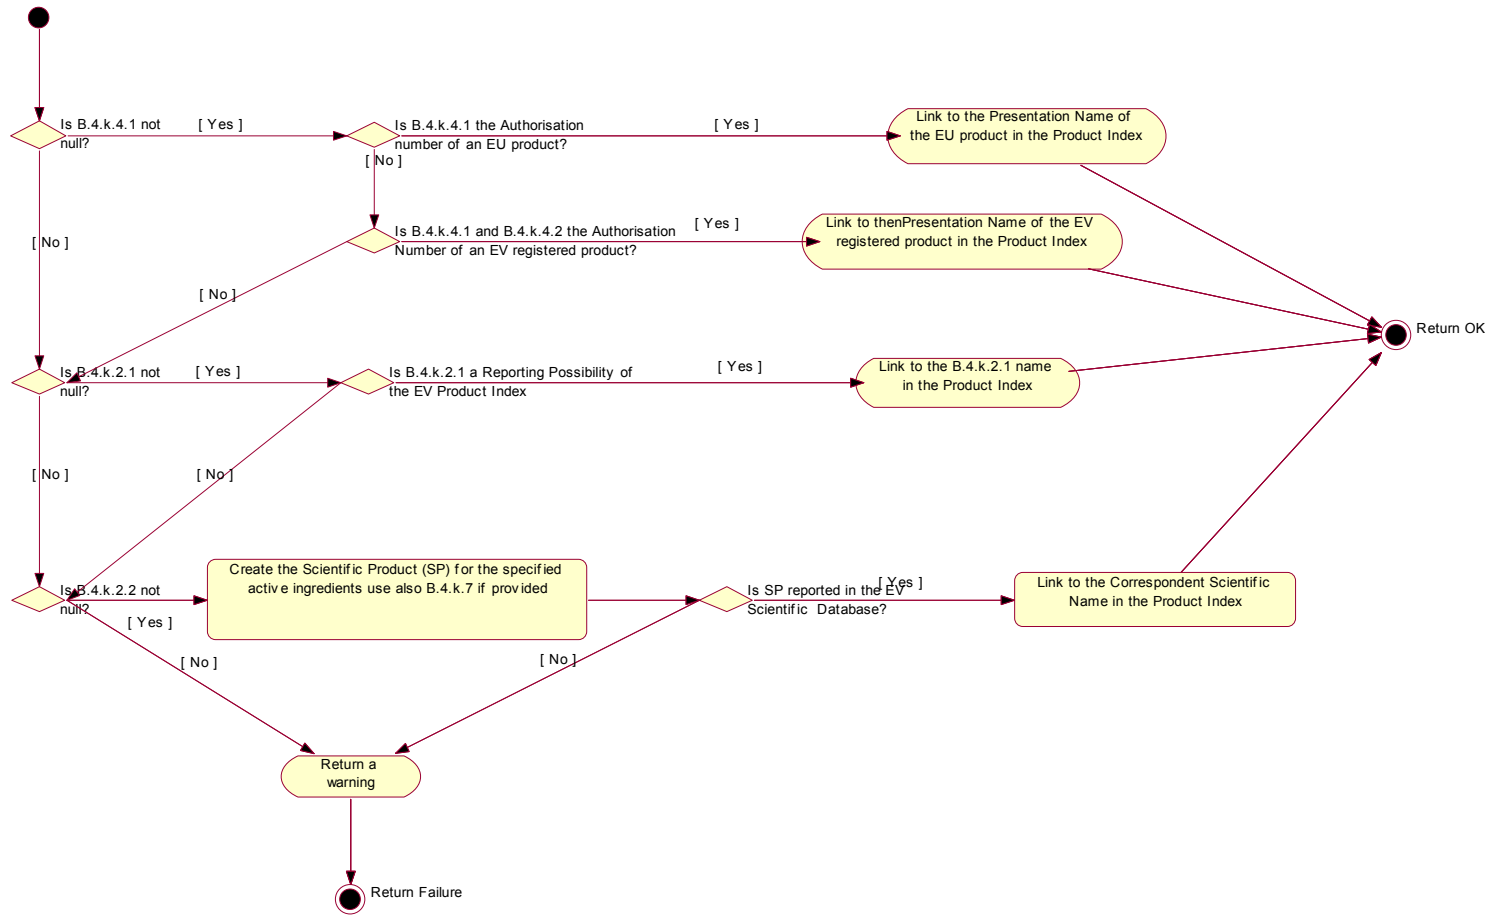 Is B.4.k.4.1 not
null?
[ Yes ]
Is B.4.k.4.1 the Authorisation
number of an EU product?
[ Yes ]
Link to the Presentation Name of
the EU product in the Product Index
[ No ]
[ No ]
Is B.4.k.4.1 and B.4.k.4.2 the Authorisation
Number of an EV registered product?
[ Yes ]
Link to thenPresentation Name of the EV
registered product in the Product Index
[ No ]
Return OK
Is B.4.k.2.1 not
null?
[ Yes ]
Is B.4.k.2.1 a Reporting Possibility of
the EV Product Index
[ Yes ]
Link to the B.4.k.2.1 name
in the Product Index
[ No ]
[ No ]
Is B.4.k.2.2 not
null?
[ Yes ]
Create the Scientific Product (SP) for the specified
active ingredients use also B.4.k.7 if provided
Is SP reported in the EV
Scientific Database?
[ Yes ]
Link to the Correspondent Scientific
Name in the Product Index
[ No ]
[ No ]
Return a
warning
Return Failure